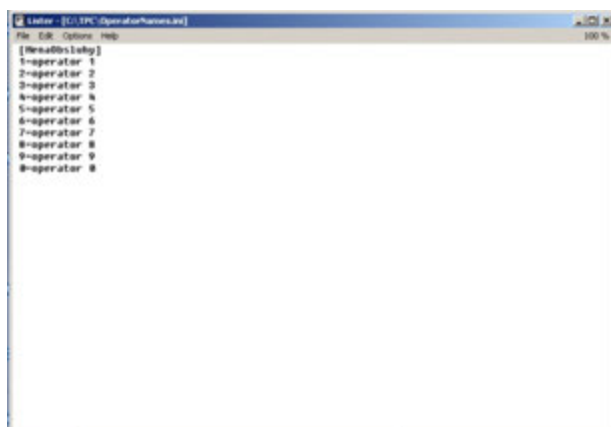 Lister - [C:\TPC\OperatorNames.ini]
File Edit Options Help 100 %
[MenaObsluhy]
1=operator 1
2=operator 2
3=operator 3
4=operator 4
5=operator 5
6=operator 6
7=operator 7
8=operator 8
9=operator 9
0=operator 0